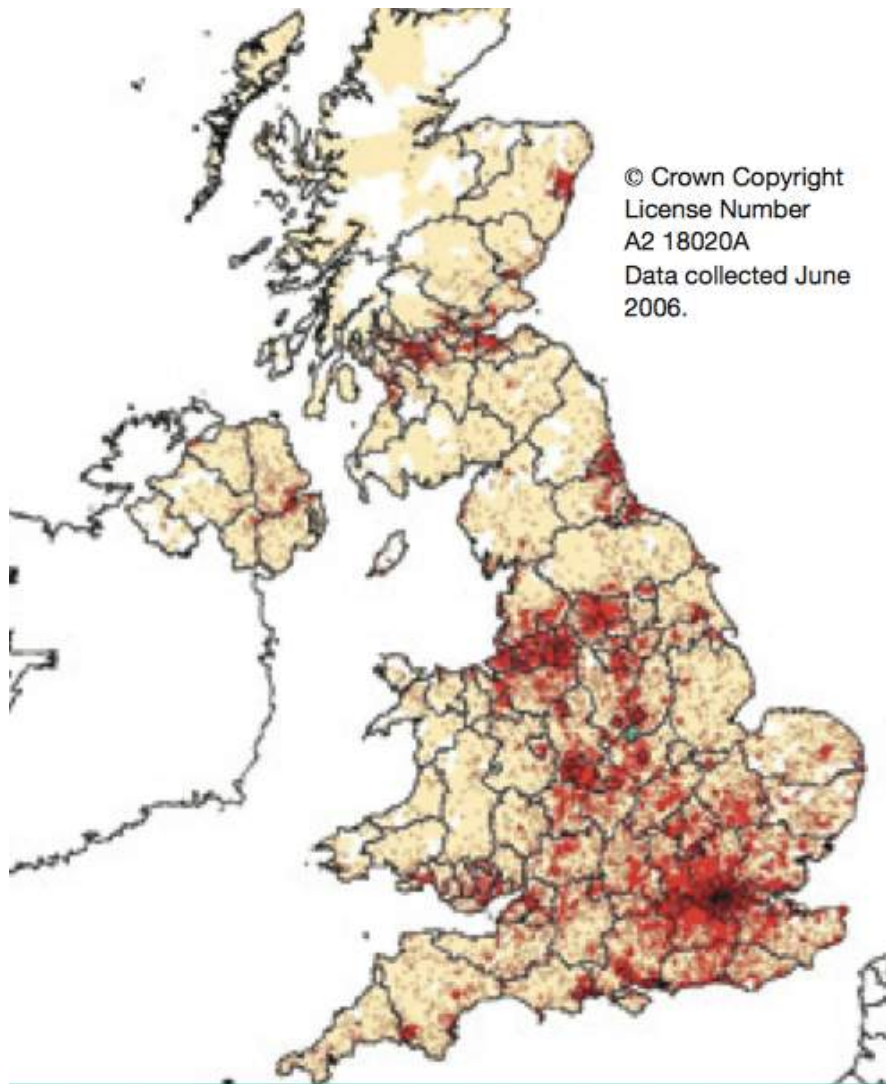 © Crown Copyright
License Number
A2 18020A
Data collected June
2006.